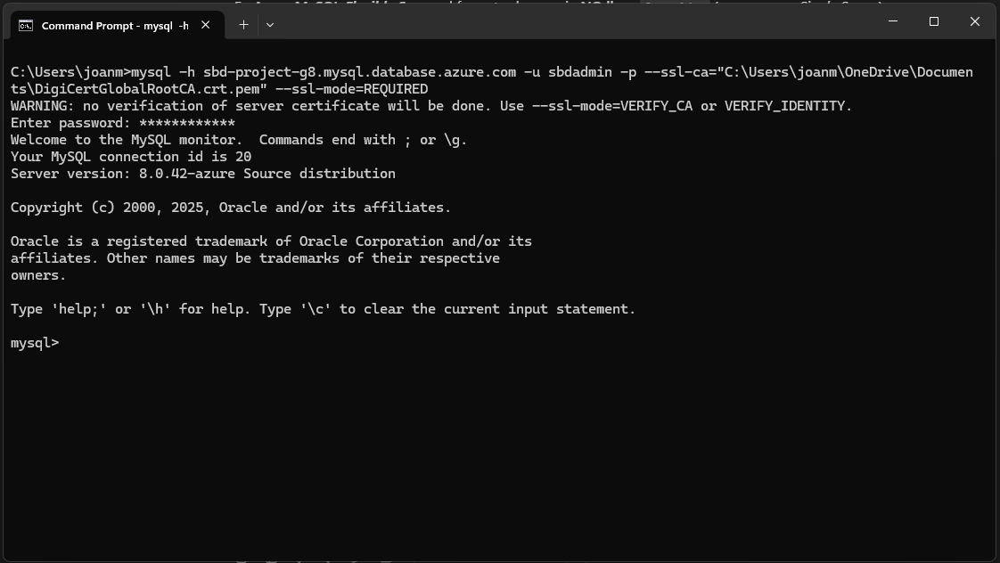 Command Prompt - mysql -h
C:\Users\joanm>mysql -h sbd-project-g8.mysql.database.azure.com -u sbdadmin -p --ssl-ca="C:\Users\joanm\OneDrive\Documen
ts\DigiCertGlobalRootCA.crt.pem" --ssl-mode=REQUIRED
WARNING: no verification of server certificate will be done. Use --ssl-mode=VERIFY_CA or VERIFY_IDENTITY.
Enter password: ************
Welcome to the MySQL monitor.  Commands end with ; or \g.
Your MySQL connection id is 20
Server version: 8.0.42-azure Source distribution
Copyright (c) 2000, 2025, Oracle and/or its affiliates.
Oracle is a registered trademark of Oracle Corporation and/or its
affiliates. Other names may be trademarks of their respective
owners.
Type 'help;' or '\h' for help. Type '\c' to clear the current input statement.
mysql>